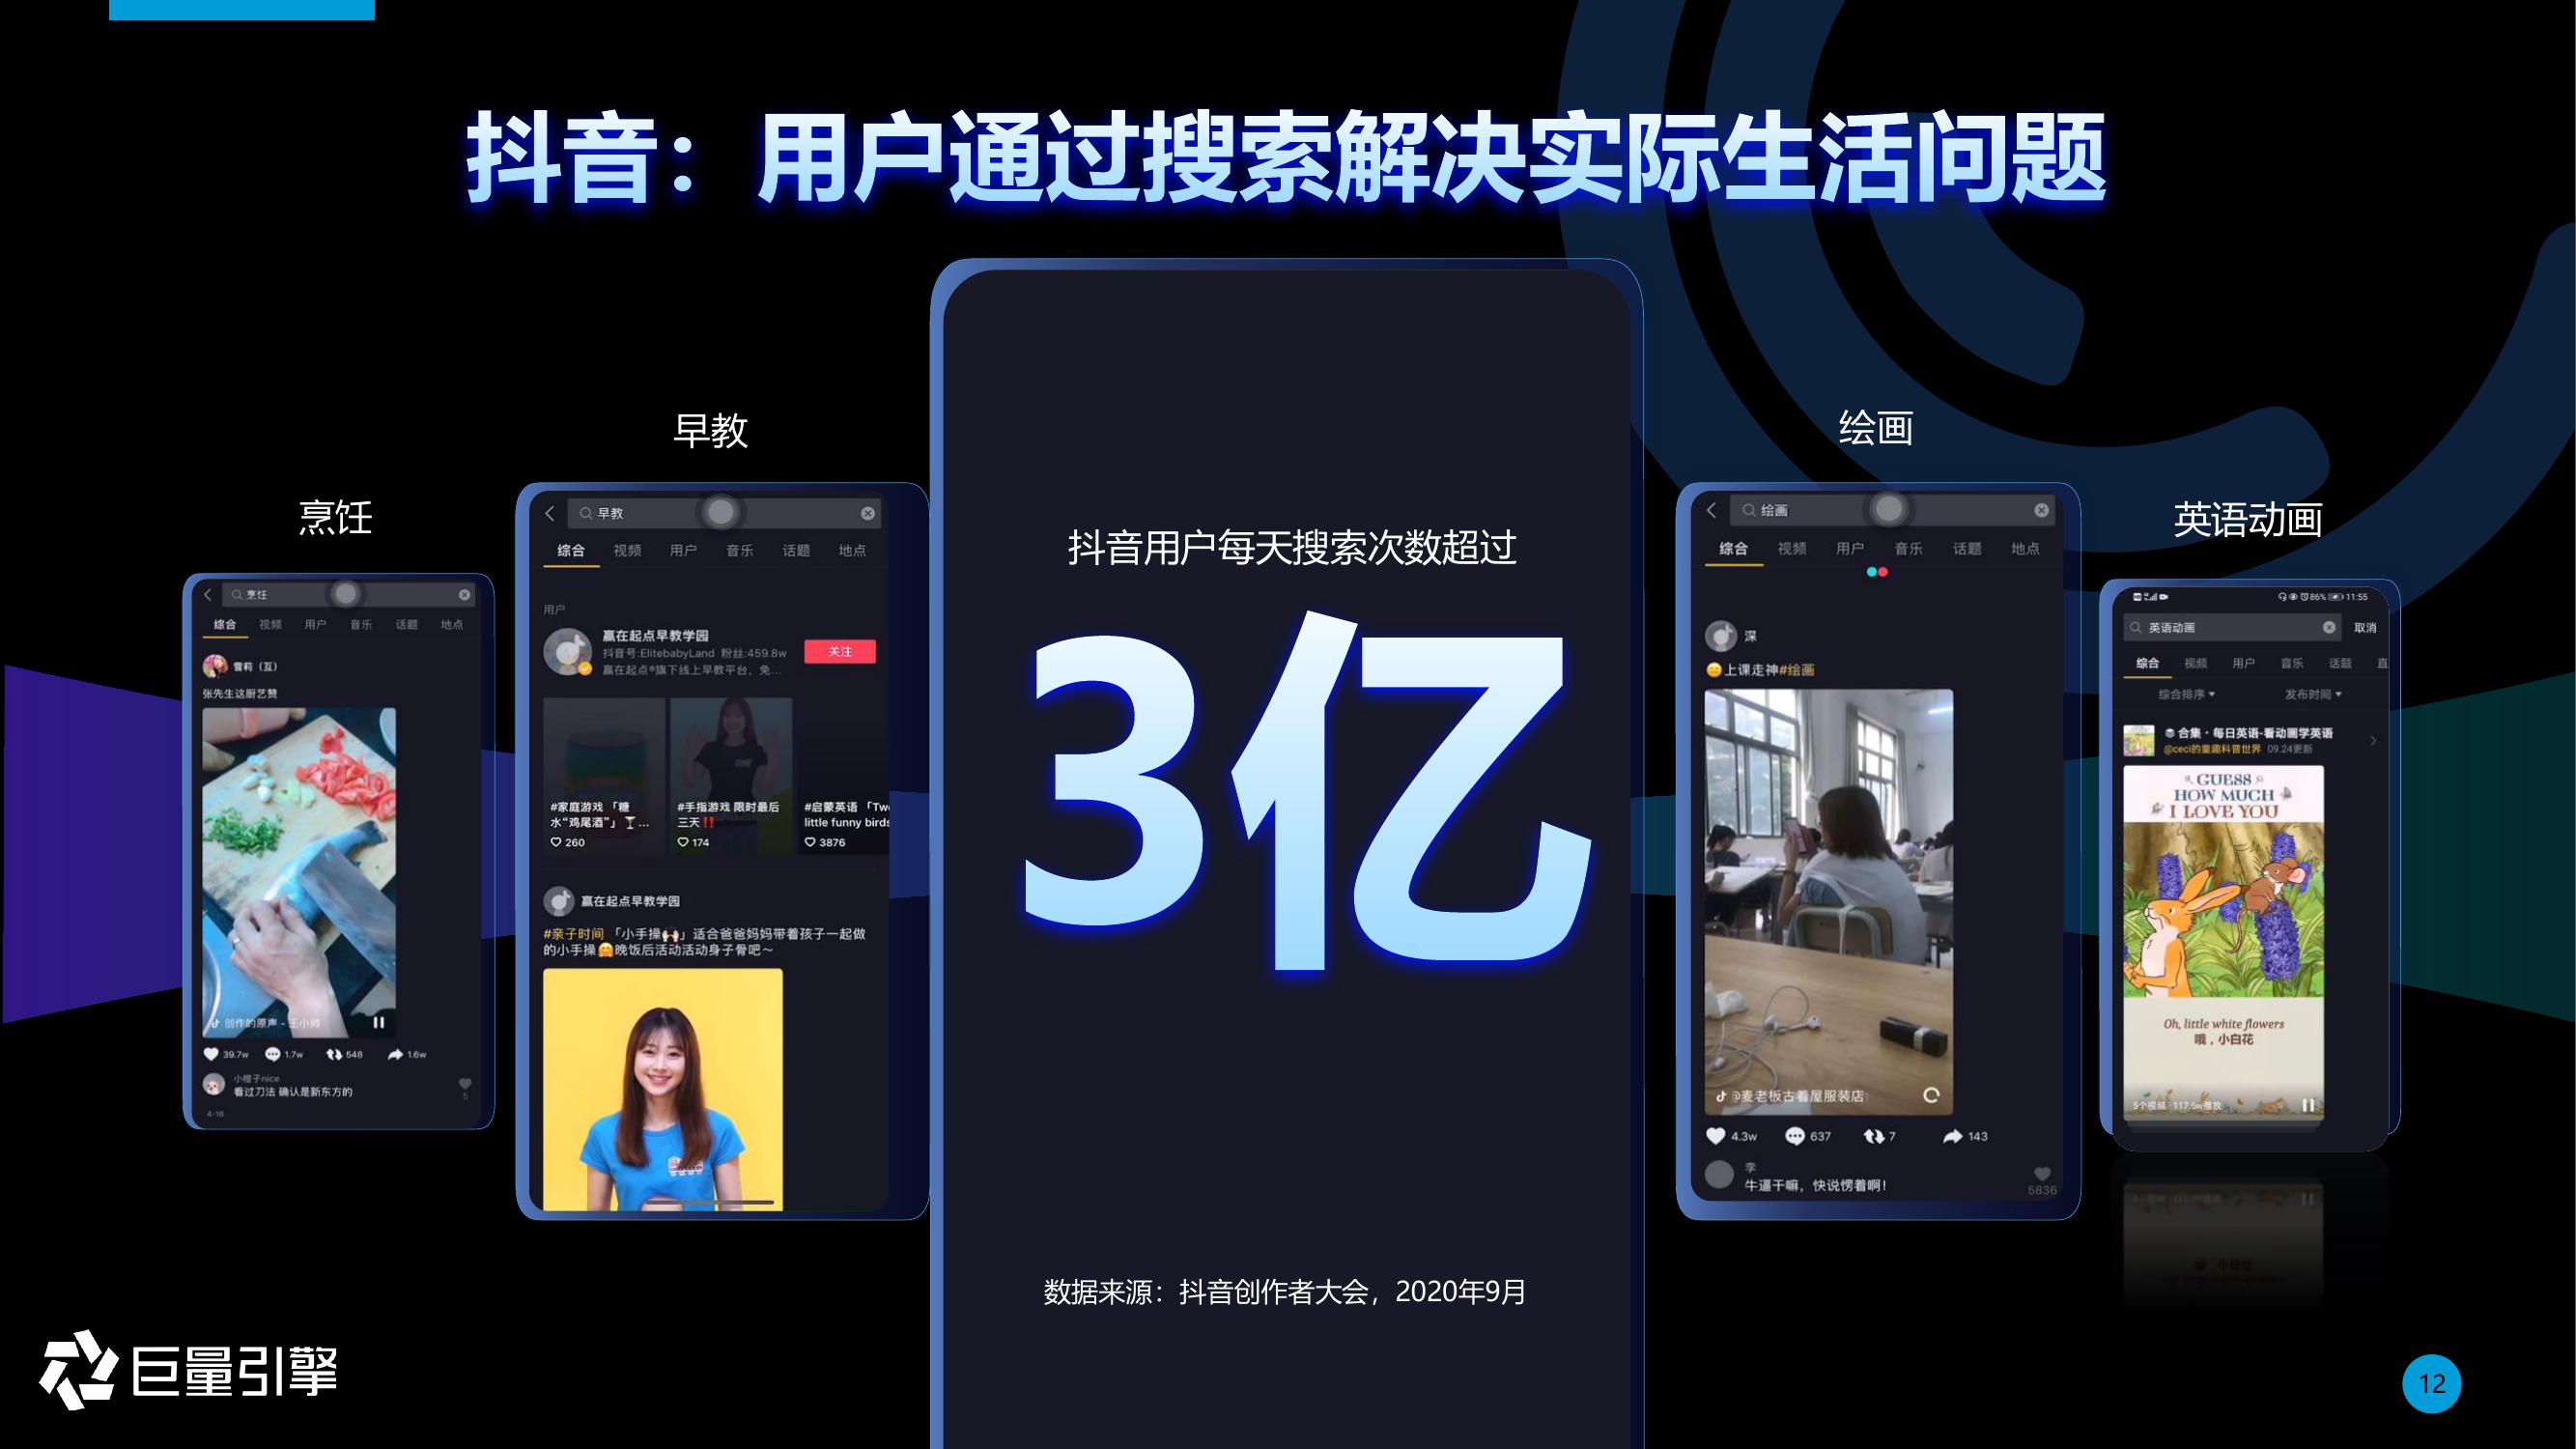 抖音：用户通过搜索解决实际生活问题
烹饪
烹饪
综合 视频 用户 音乐 话题 地点
雪莉（互）
张先生这厨艺赞
创作的原声 - 王小帅
39.7w 1.7w 548 1.6w
小橙子nice
看过刀法 确认是新东方的
5
4-16
早教
早教
综合 视频 用户 音乐 话题 地点
用户
赢在起点早教学园
抖音号:ElitebabyLand 粉丝:459.8w
赢在起点®旗下线上早教平台，免...
关注
#家庭游戏 「糖
水“鸡尾酒”」🍸...
260
#手指游戏 限时最后
三天‼️
174
#启蒙英语 「Two
little funny birds
3876
赢在起点早教学园
#亲子时间 「小手操🙌」适合爸爸妈妈带着孩子一起做
的小手操🤗晚饭后活动活动身子骨吧～
抖音用户每天搜索次数超过
3亿
数据来源：抖音创作者大会，2020年9月
绘画
绘画
综合 视频 用户 音乐 话题 地点
深
😊上课走神#绘画
@麦老板古着屋服装店
4.3w 637 7 143
李
牛逼干嘛，快说愣着啊！
5836
英语动画
86% 11:55
英语动画 取消
综合 视频 用户 音乐 话题 直
综合排序 发布时间
合集 · 每日英语-看动画学英语
@ceci的童趣科普世界 09.24更新
GUESS
HOW MUCH
I LOVE YOU
Oh, little white flowers
哦，小白花
5个视频 117.6w播放
巨量引擎
12